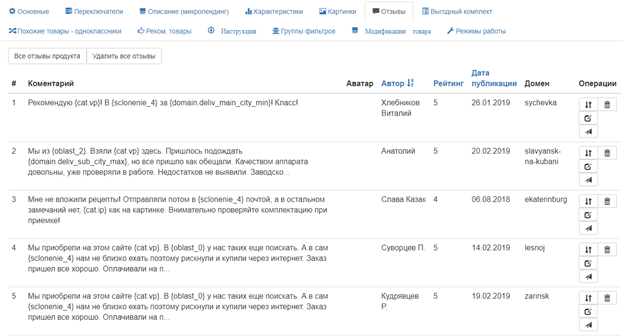 Основные Переключатели Описание (микролендинг) Характеристики Картинки Отзывы Выгодный комплект
Похожие товары - одноклассники Реком. товары Инструкции Группы фильтров Модификации товара Режимы работы
Все отзывы продукта Удалить все отзывы
# Коментарий Аватар Автор Рейтинг Дата публикации Домен Операции
1 Рекомендую {cat.vp}! В {sclonenie_4} за {domain.deliv_main_city_min}! Класс! Хлебников Виталий 5 26.01.2019 sychevka
2 Мы из {oblast_2}. Взяли {cat.vp} здесь. Пришлось подождать Анатолий 5 20.02.2019 slavyansk-
{domain.deliv_sub_city_max}, но все пришло как обещали. Качеством аппарата na-kubani
довольны, уже проверяли в работе. Недостатков не выявили. Заводско...
3 Мне не вложили рецепты! Отправляли потом в {sclonenie_4} почтой, а в остальном Слава Казак 4 06.08.2018 ekaterinburg
замечаний нет, {cat.ip} как на картинке. Внимательно проверяйте комплектацию при
приемке!
4 Мы приобрели на этом сайте {cat.vp}. В {oblast_0} у нас таких еще поискать. А в сам Суворцев П. 5 14.02.2019 lesnoj
{sclonenie_4} нам не близко ехать поэтому рискнули и купили через интернет. Заказ
пришел все хорошо. Оплачивали на п...
5 Мы приобрели на этом сайте {cat.vp}. В {oblast_0} у нас таких еще поискать. А в сам Кудрявцев 5 19.02.2019 zarinsk
{sclonenie_4} нам не близко ехать поэтому рискнули и купили через интернет. Заказ Р.
пришел все хорошо. Оплачивали на п...